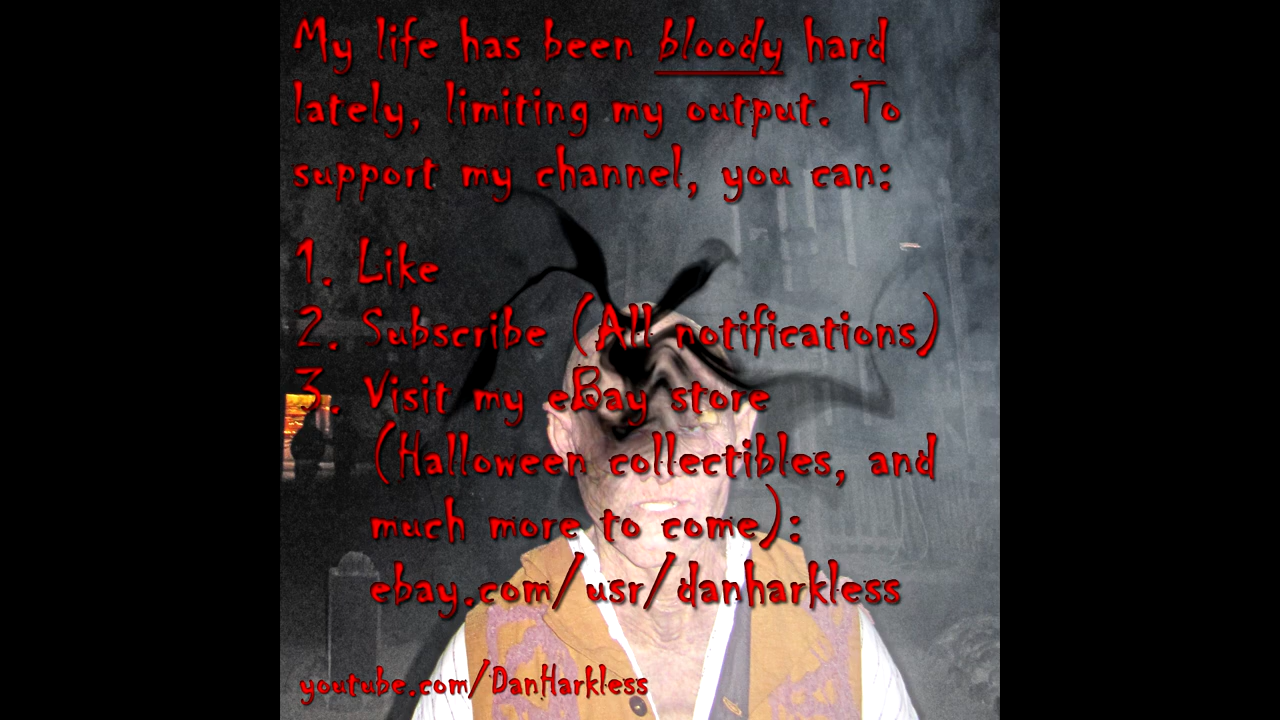 My life has been bloody hard
lately, limiting my output. To
support my channel, you can:
1. Like
2. Subscribe (All notifications)
3. Visit my eBay store
(Halloween collectibles, and
much more to come):
ebay.com/usr/danharkless
youtube.com/DanHarkless